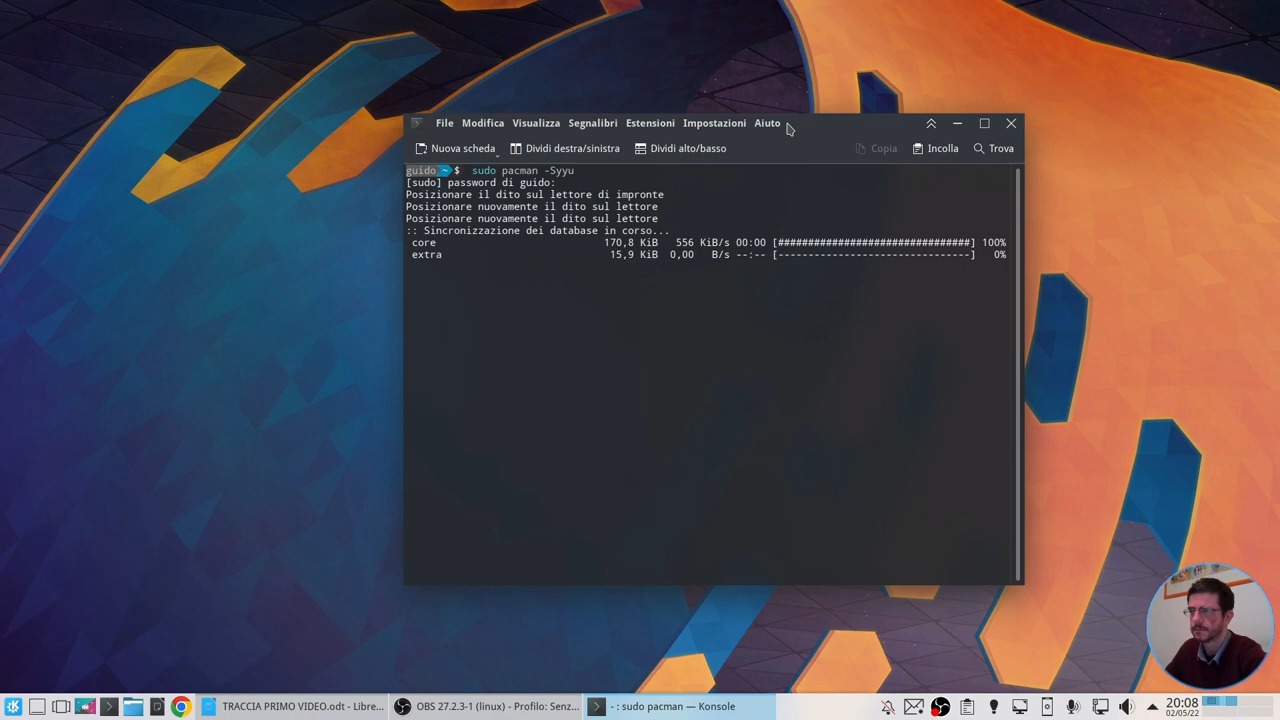 File Modifica Visualizza Segnalibri Estensioni Impostazioni Aiuto
Nuova scheda Dividi destra/sinistra Dividi alto/basso Copia Incolla Trova
guido ~ $ sudo pacman -Syyu
[sudo] password di guido:
Posizionare il dito sul lettore di impronte
Posizionare nuovamente il dito sul lettore
Posizionare nuovamente il dito sul lettore
:: Sincronizzazione dei database in corso...
core 170,8 KiB 556 KiB/s 00:00 [################################] 100%
extra 15,9 KiB 0,00 B/s --:-- [--------------------------------] 0%
TRACCIA PRIMO VIDEO.odt - Libre... OBS 27.2.3-1 (linux) - Profilo: Senz... - : sudo pacman — Konsole 20:08
02/05/22